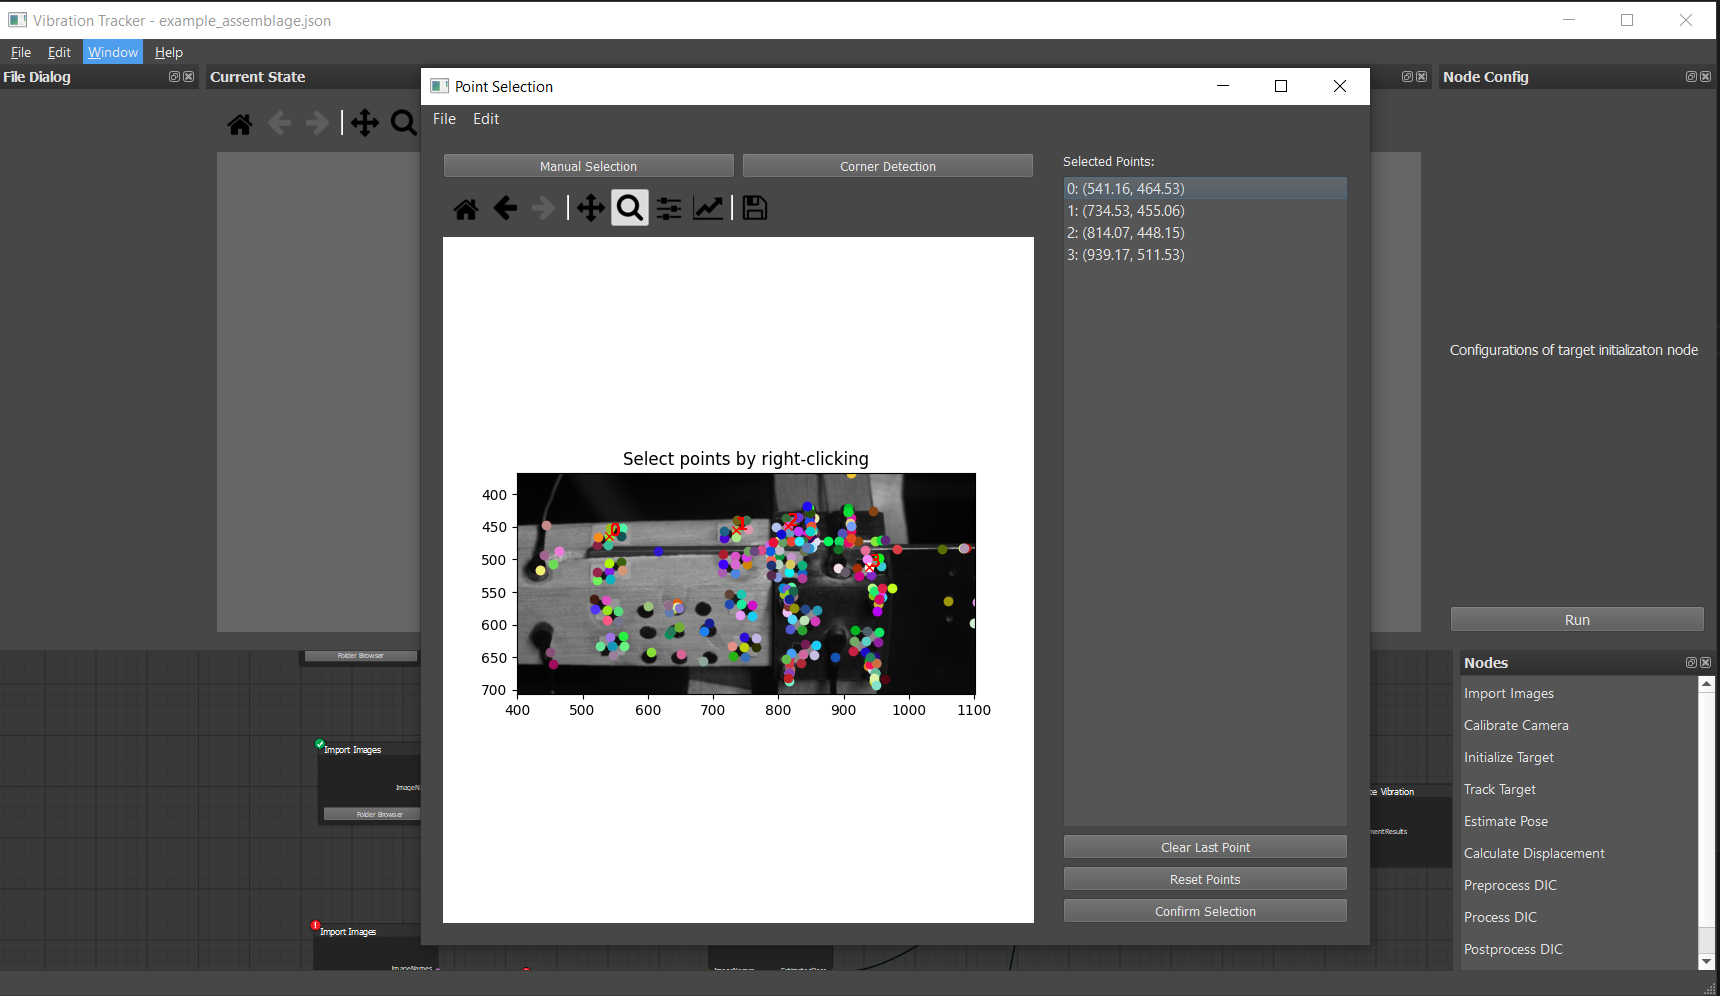 Vibration Tracker - example_assemblage.json
File Edit Window Help
File Dialog
Current State
Node Config
Point Selection
File Edit
Manual Selection
Corner Detection
Selected Points:
0: (541.16, 464.53)
1: (734.53, 455.06)
2: (814.07, 448.15)
3: (939.17, 511.53)
Select points by right-clicking
400
450
500
550
600
650
700
400 500 600 700 800 900 1000 1100
0
1
2
3
Clear Last Point
Reset Points
Confirm Selection
Configurations of target initializaton node
Run
Folder Browser
Import Images
Folder Browser
Import Images
ImageNames
Vibration
Nodes
Import Images
Calibrate Camera
Initialize Target
Track Target
Estimate Pose
Calculate Displacement
Preprocess DIC
Process DIC
Postprocess DIC